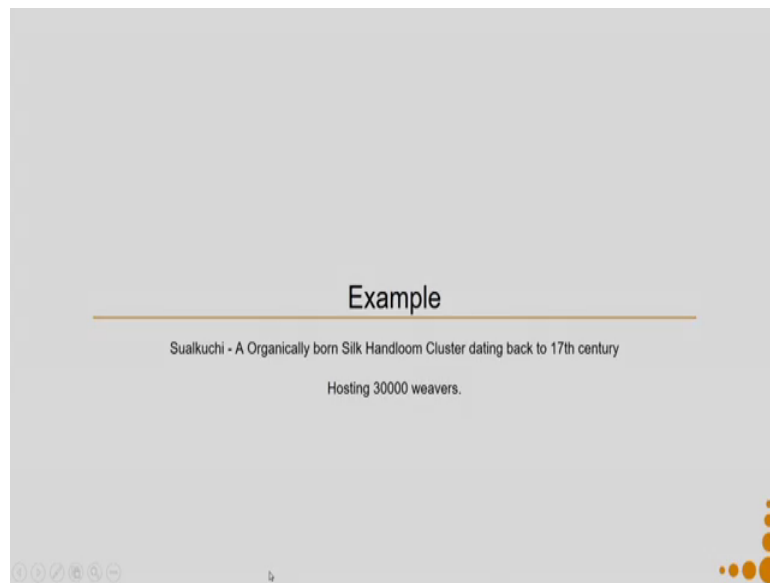 Example
Sualkuchi - A Organically born Silk Handloom Cluster dating back to 17th century
Hosting 30000 weavers.